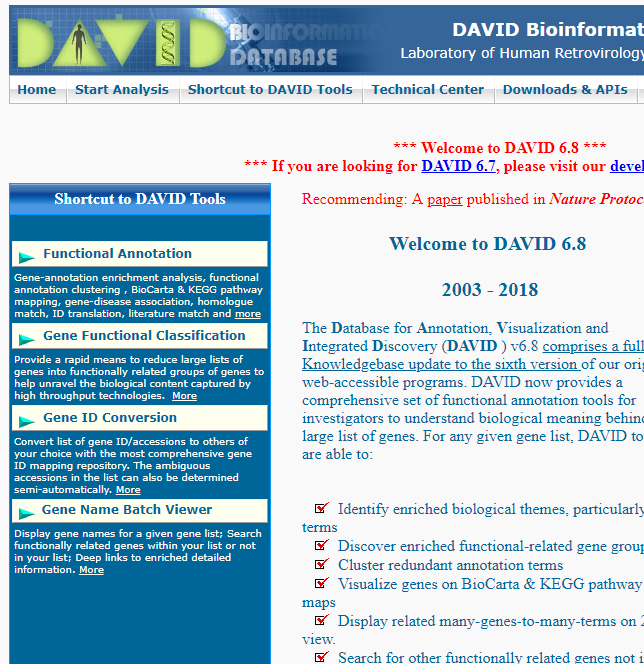 DAVID BIOINFORMATICS
DATABASE
DAVID Bioinformat
Laboratory of Human Retrovirology
Home
Start Analysis
Shortcut to DAVID Tools
Technical Center
Downloads & APIs
*** Welcome to DAVID 6.8 ***
*** If you are looking for DAVID 6.7, please visit our devel
Shortcut to DAVID Tools
Functional Annotation
Gene-annotation enrichment analysis, functional
annotation clustering , BioCarta & KEGG pathway
mapping, gene-disease association, homologue
match, ID translation, literature match and more
Gene Functional Classification
Provide a rapid means to reduce large lists of
genes into functionally related groups of genes to
help unravel the biological content captured by
high throughput technologies. More
Gene ID Conversion
Convert list of gene ID/accessions to others of
your choice with the most comprehensive gene
ID mapping repository. The ambiguous
accessions in the list can also be determined
semi-automatically. More
Gene Name Batch Viewer
Display gene names for a given gene list; Search
functionally related genes within your list or not
in your list; Deep links to enriched detailed
information. More
Recommending: A paper published in Nature Protoc
Welcome to DAVID 6.8
2003 - 2018
The Database for Annotation, Visualization and
Integrated Discovery (DAVID ) v6.8 comprises a full
Knowledgebase update to the sixth version of our orig
web-accessible programs. DAVID now provides a
comprehensive set of functional annotation tools for
investigators to understand biological meaning behind
large list of genes. For any given gene list, DAVID to
are able to:
Identify enriched biological themes, particularly
terms
Discover enriched functional-related gene group
Cluster redundant annotation terms
Visualize genes on BioCarta & KEGG pathway
maps
Display related many-genes-to-many-terms on 2
view.
Search for other functionally related genes not i